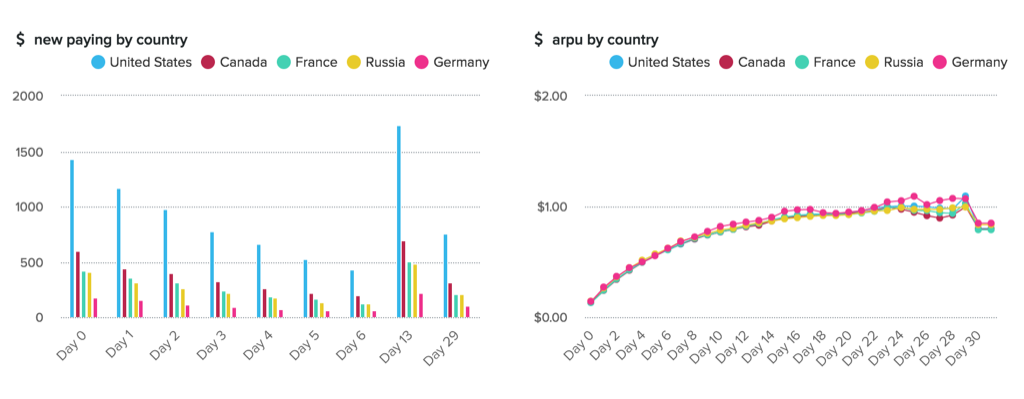 $ new paying by country
United States Canada France Russia Germany
2000
1500
1000
500
0
Day 0 Day 1 Day 2 Day 3 Day 4 Day 5 Day 6 Day 13 Day 29
$ arpu by country
United States Canada France Russia Germany
$2.00
$1.00
$0.00
Day 0 Day 2 Day 4 Day 6 Day 8 Day 10 Day 12 Day 14 Day 16 Day 18 Day 20 Day 22 Day 24 Day 26 Day 28 Day 30